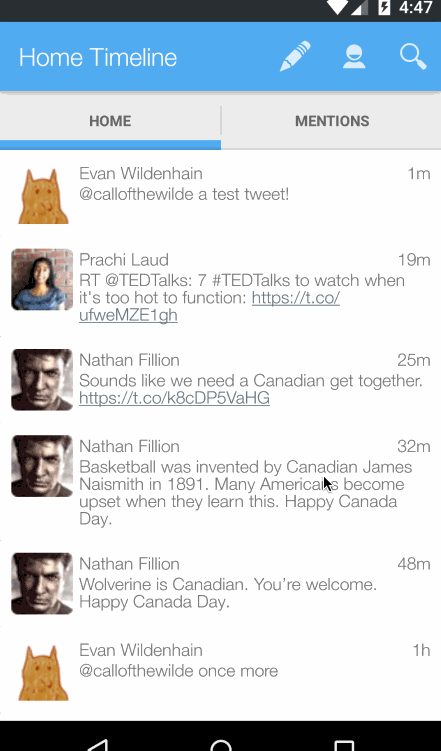 4:47
Home Timeline
HOME
MENTIONS
Evan Wildenhain 1m
@callofthewilde a test tweet!
Prachi Laud 19m
RT @TEDTalks: 7 #TEDTalks to watch when
it's too hot to function: https://t.co/
ufweMZE1gh
Nathan Fillion 25m
Sounds like we need a Canadian get together.
https://t.co/k8cDP5VaHG
Nathan Fillion 32m
Basketball was invented by Canadian James
Naismith in 1891. Many Americans become
upset when they learn this. Happy Canada
Day.
Nathan Fillion 48m
Wolverine is Canadian. You're welcome.
Happy Canada Day.
Evan Wildenhain 1h
@callofthewilde once more